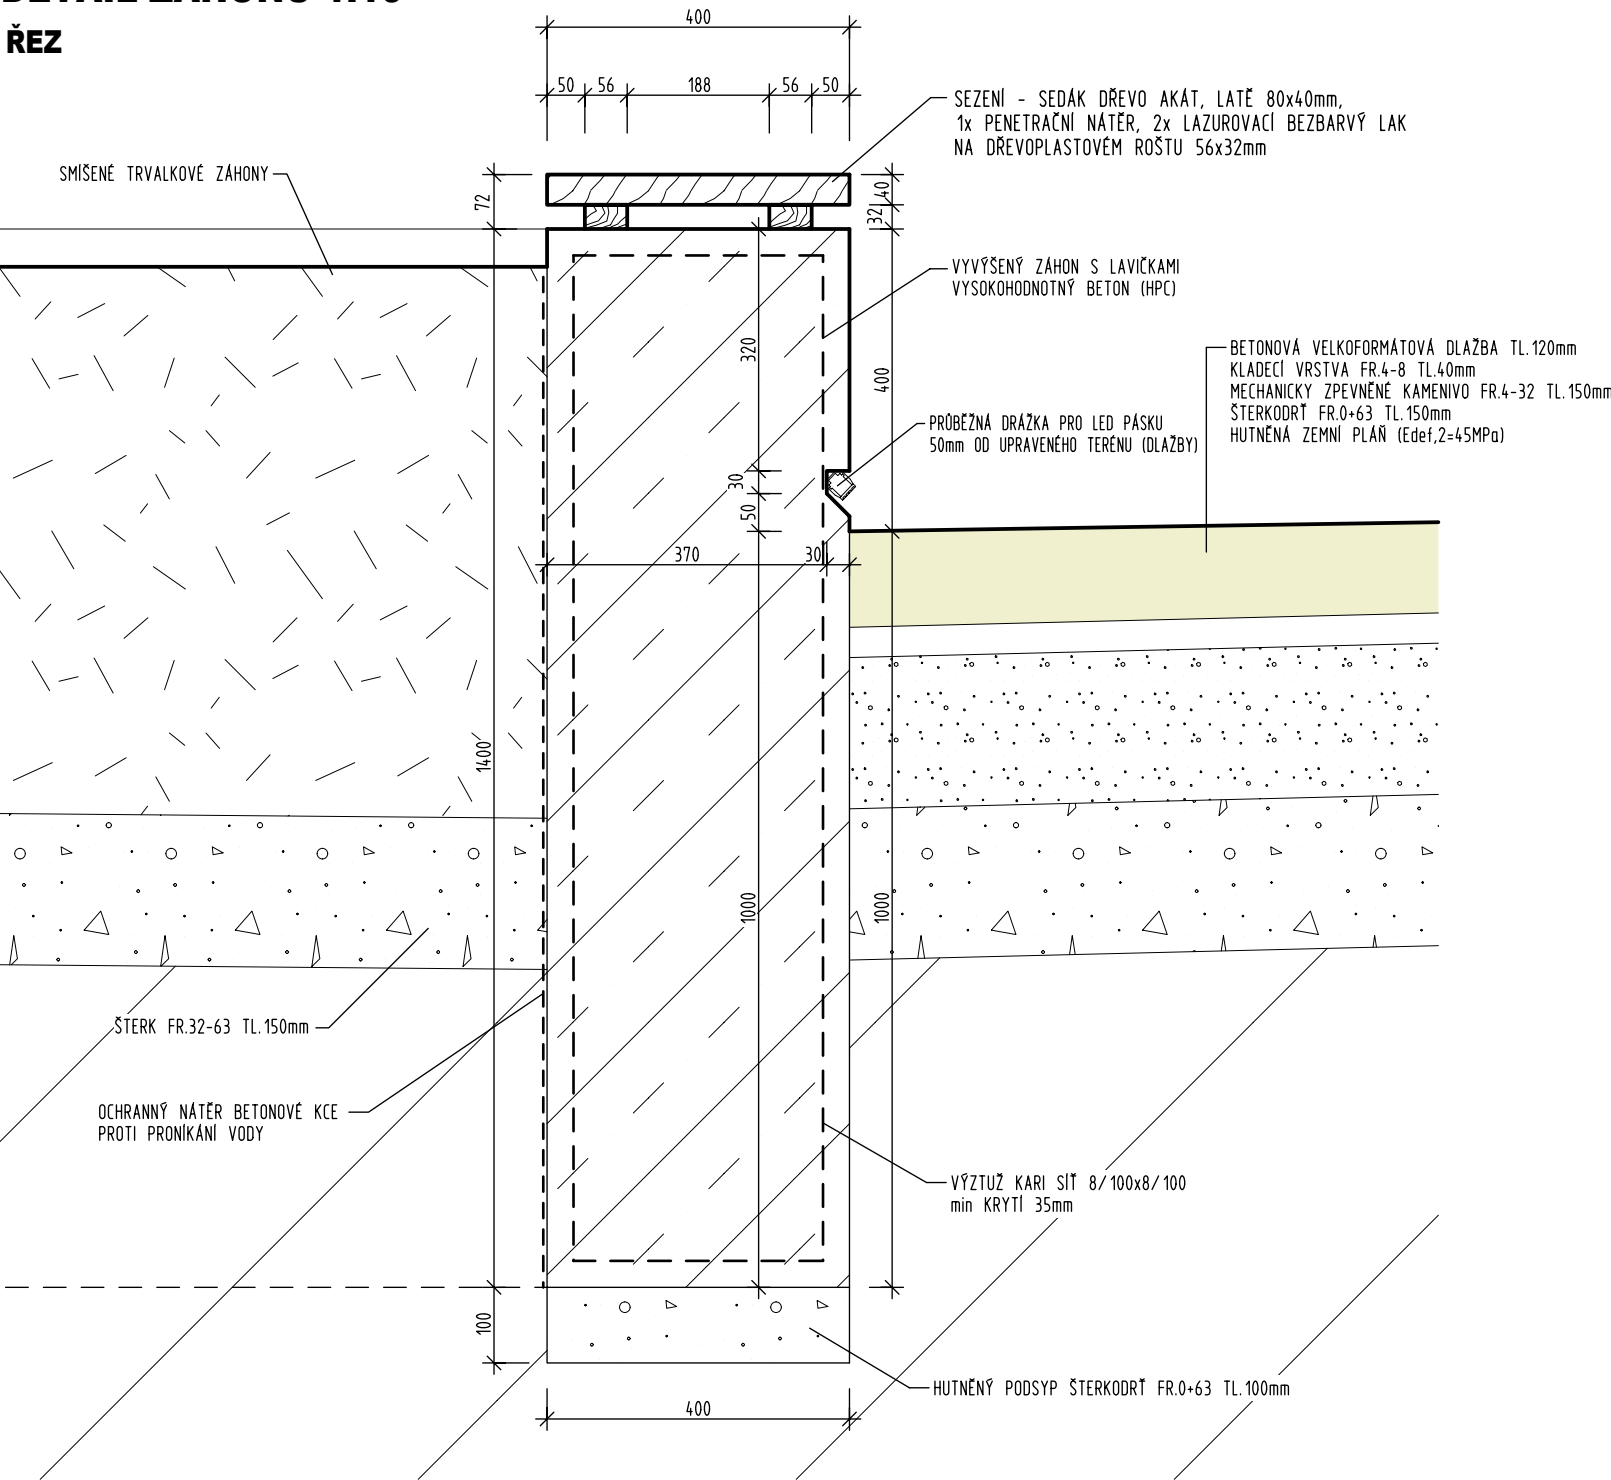 ŘEZ
400
50 56 188 56 50
SEZENÍ - SEDÁK DŘEVO AKÁT, LATĚ 80x40mm,
1x PENETRAČNÍ NÁTĚR, 2x LAZUROVACÍ BEZBARVÝ LAK
NA DŘEVOPLASTOVÉM ROŠTU 56x32mm
SMÍŠENÉ TRVALKOVÉ ZÁHONY
72
40
32
VYVÝŠENÝ ZÁHON S LAVIČKAMI
VYSOKOHODNOTNÝ BETON (HPC)
320
400
BETONOVÁ VELKOFORMÁTOVÁ DLAŽBA TL.120mm
KLADECÍ VRSTVA FR.4-8 TL.40mm
MECHANICKY ZPEVNĚNÉ KAMENIVO FR.4-32 TL.150mm
ŠTERKODRŤ FR.0+63 TL.150mm
HUTNĚNÁ ZEMNÍ PLÁŇ (Edef,2=45MPa)
PRŮBĚŽNÁ DRÁŽKA PRO LED PÁSKU
50mm OD UPRAVENÉHO TERÉNU (DLAŽBY)
30
50
370 30
1400
1000
1000
ŠTERK FR.32-63 TL.150mm
OCHRANNÝ NÁTĚR BETONOVÉ KCE
PROTI PRONÍKÁNÍ VODY
VÝZTUŽ KARI SÍŤ 8/100x8/100
min KRYTÍ 35mm
100
HUTNĚNÝ PODSYP ŠTERKODRŤ FR.0+63 TL.100mm
400